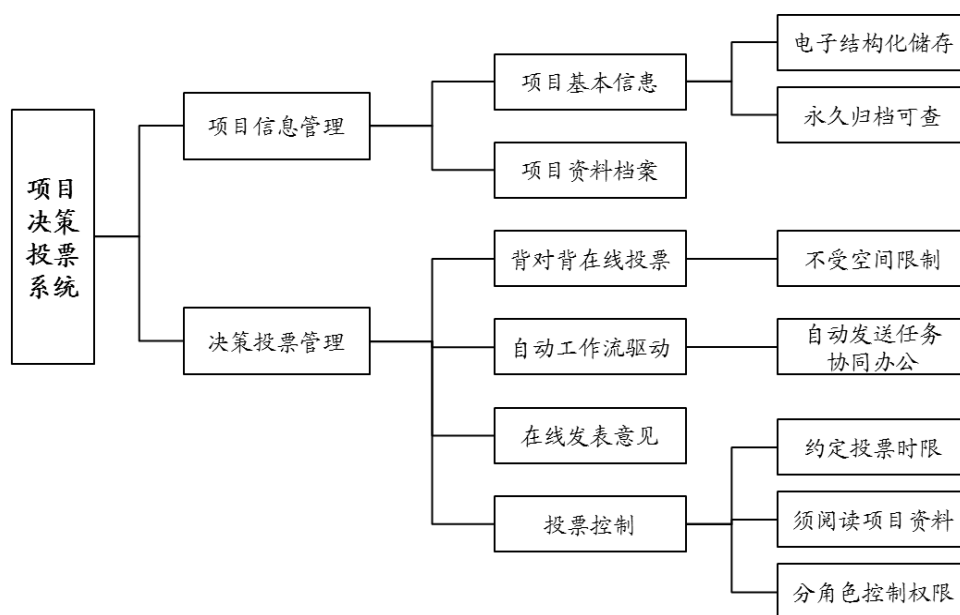 项目
决策
投票
系统
项目信息管理
项目基本信息
电子结构化储存
永久归档可查
项目资料档案
决策投票管理
背对背在线投票
不受空间限制
自动工作流驱动
自动发送任务
协同办公
在线发表意见
投票控制
约定投票时限
须阅读项目资料
分角色控制权限